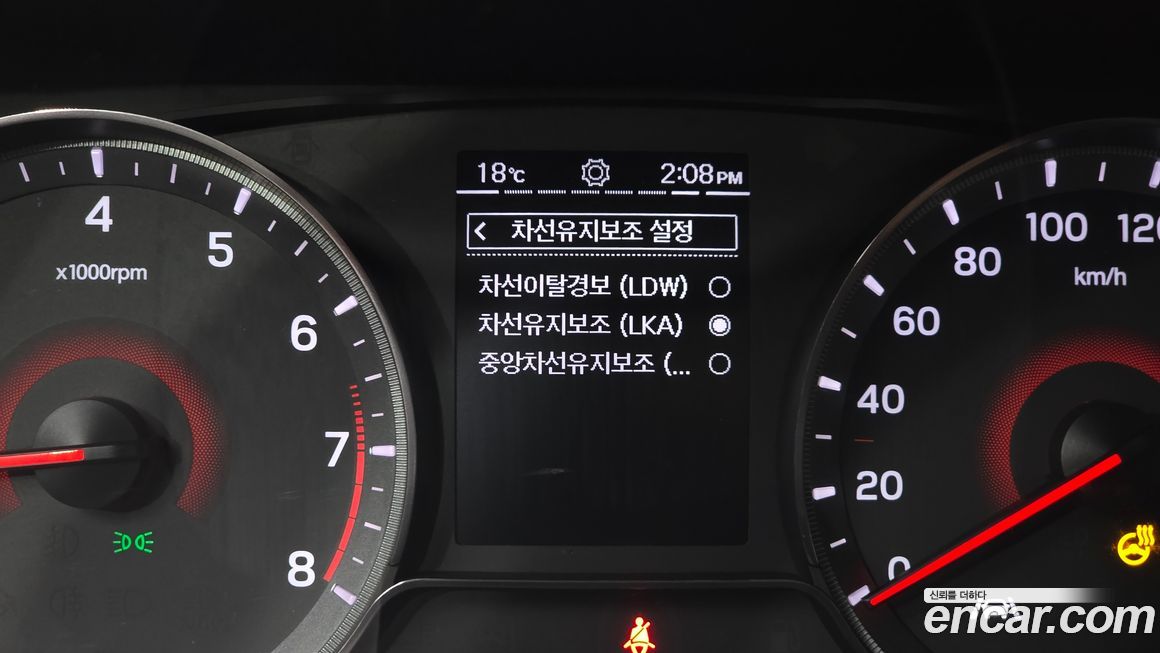 18℃
2:08PM
차선유지보조 설정
차선이탈경보 (LDW)
차선유지보조 (LKA)
중앙차선유지보조 (...
4
5
6
7
8
x1000rpm
0
20
40
60
80
100
120
km/h
신뢰를 더하다
encar.com